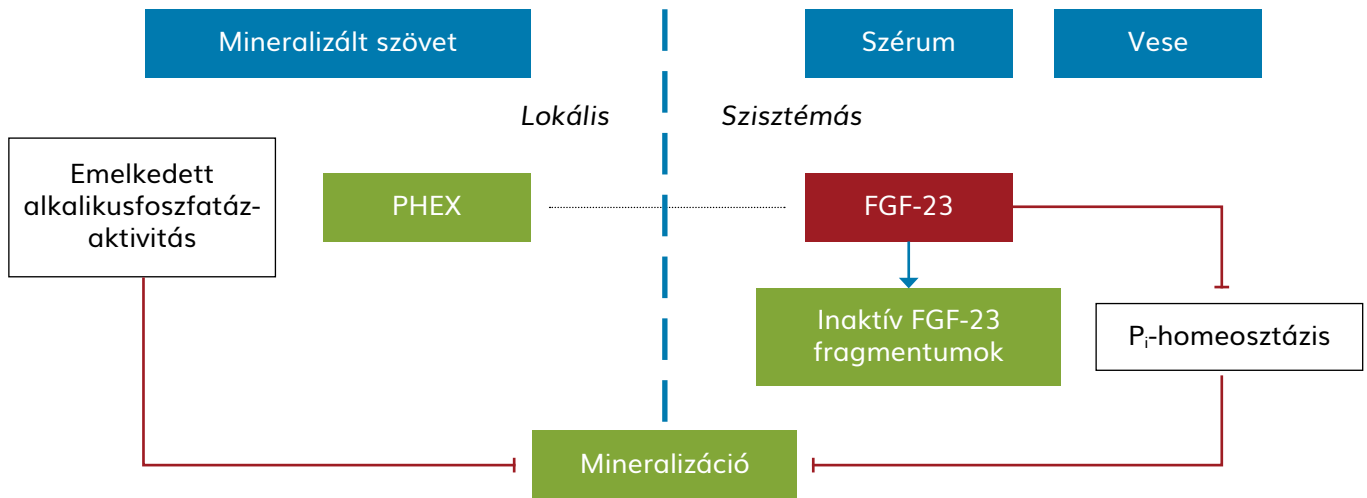 Mineralizált szövet
Szérum
Vese
Lokális
Szisztémás
Emelkedett
alkalikusfoszfatáz-
aktivitás
PHEX
FGF-23
Inaktív FGF-23
fragmentumok
Pᵢ-homeosztázis
Mineralizáció